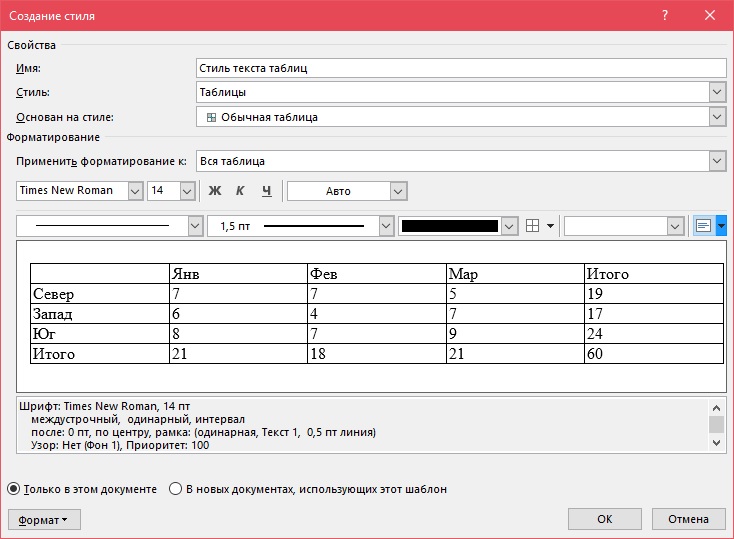 Создание стиля ? ×
Свойства
Имя: Стиль текста таблиц
Стиль: Таблицы
Основан на стиле: Обычная таблица
Форматирование
Применить форматирование к: Вся таблица
Times New Roman 14 Ж К Ч Авто
1,5 пт
Янв Фев Мар Итого
Север 7 7 5 19
Запад 6 4 7 17
Юг 8 7 9 24
Итого 21 18 21 60
Шрифт: Times New Roman, 14 пт
междустрочный, одинарный, интервал
после: 0 пт, по центру, рамка: (одинарная, Текст 1, 0,5 пт линия)
Узор: Нет (Фон 1), Приоритет: 100
Только в этом документе В новых документах, использующих этот шаблон
Формат ОК Отмена